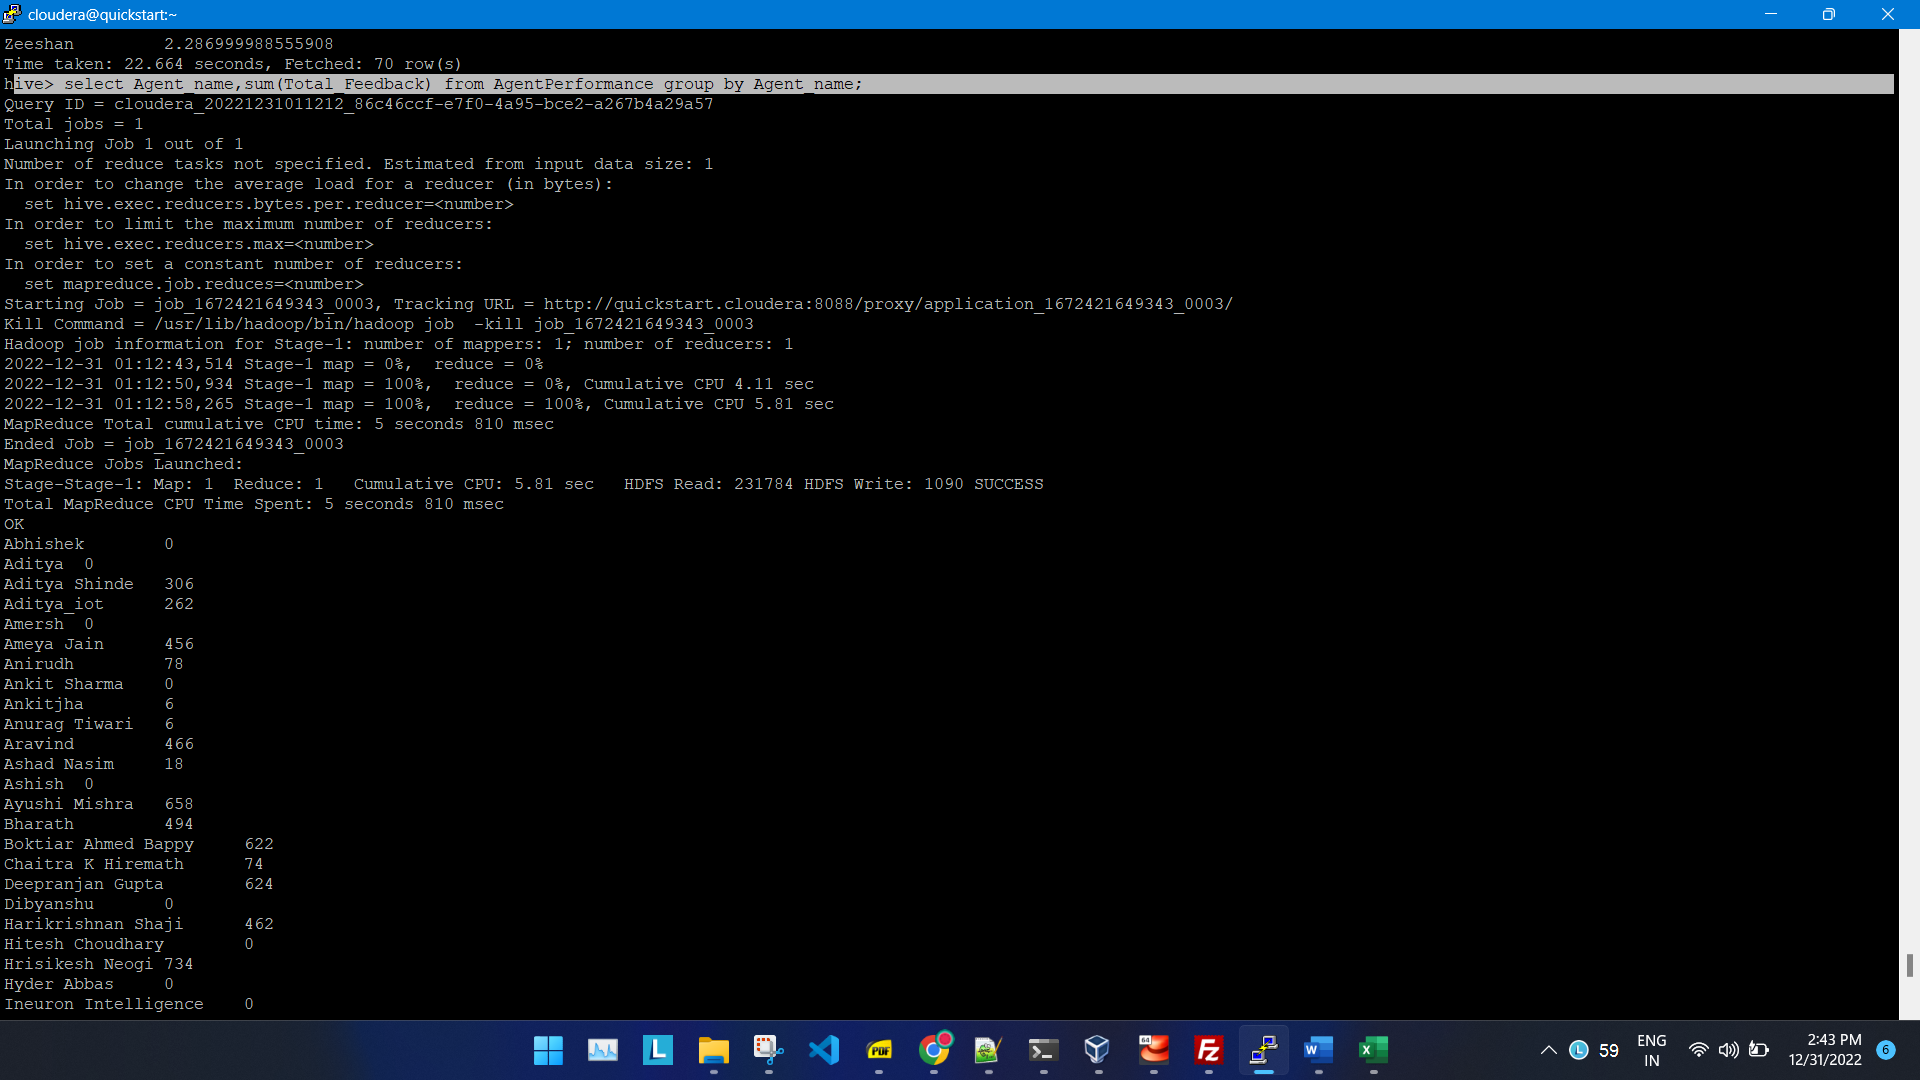 cloudera@quickstart:~
Zeeshan 2.286999988555908
Time taken: 22.664 seconds, Fetched: 70 row(s)
hive> select Agent_name,sum(Total_Feedback) from AgentPerformance group by Agent_name;
Query ID = cloudera_20221231011212_86c46ccf-e7f0-4a95-bce2-a267b4a29a57
Total jobs = 1
Launching Job 1 out of 1
Number of reduce tasks not specified. Estimated from input data size: 1
In order to change the average load for a reducer (in bytes):
  set hive.exec.reducers.bytes.per.reducer=<number>
In order to limit the maximum number of reducers:
  set hive.exec.reducers.max=<number>
In order to set a constant number of reducers:
  set mapreduce.job.reduces=<number>
Starting Job = job_1672421649343_0003, Tracking URL = http://quickstart.cloudera:8088/proxy/application_1672421649343_0003/
Kill Command = /usr/lib/hadoop/bin/hadoop job  -kill job_1672421649343_0003
Hadoop job information for Stage-1: number of mappers: 1; number of reducers: 1
2022-12-31 01:12:43,514 Stage-1 map = 0%,  reduce = 0%
2022-12-31 01:12:50,934 Stage-1 map = 100%,  reduce = 0%, Cumulative CPU 4.11 sec
2022-12-31 01:12:58,265 Stage-1 map = 100%,  reduce = 100%, Cumulative CPU 5.81 sec
MapReduce Total cumulative CPU time: 5 seconds 810 msec
Ended Job = job_1672421649343_0003
MapReduce Jobs Launched:
Stage-Stage-1: Map: 1  Reduce: 1   Cumulative CPU: 5.81 sec   HDFS Read: 231784 HDFS Write: 1090 SUCCESS
Total MapReduce CPU Time Spent: 5 seconds 810 msec
OK
Abhishek 0
Aditya 0
Aditya Shinde 306
Aditya_iot 262
Amersh 0
Ameya Jain 456
Anirudh 78
Ankit Sharma 0
Ankitjha 6
Anurag Tiwari 6
Aravind 466
Ashad Nasim 18
Ashish 0
Ayushi Mishra 658
Bharath 494
Boktiar Ahmed Bappy 622
Chaitra K Hiremath 74
Deepranjan Gupta 624
Dibyanshu 0
Harikrishnan Shaji 462
Hitesh Choudhary 0
Hrisikesh Neogi 734
Hyder Abbas 0
Ineuron Intelligence 0
L PDF 64 Fz W X L 59 ENG 2:43 PM
IN 12/31/2022 6